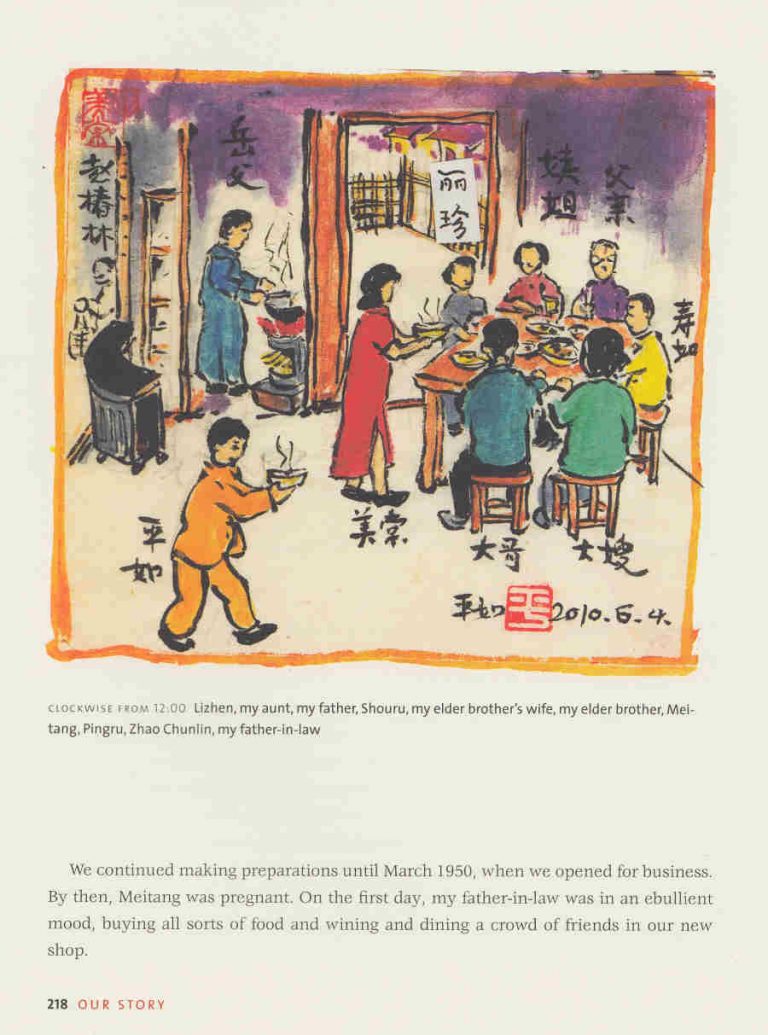 岳父
姨姐
父亲
赵椿林
丽珍
寿如
美棠
平如
大哥
大嫂
平如 平 2010.6.4.
CLOCKWISE FROM 12:00 Lizhen, my aunt, my father, Shouru, my elder brother's wife, my elder brother, Mei-
tang, Pingru, Zhao Chunlin, my father-in-law
We continued making preparations until March 1950, when we opened for business.
By then, Meitang was pregnant. On the first day, my father-in-law was in an ebullient
mood, buying all sorts of food and wining and dining a crowd of friends in our new
shop.
218 OUR STORY